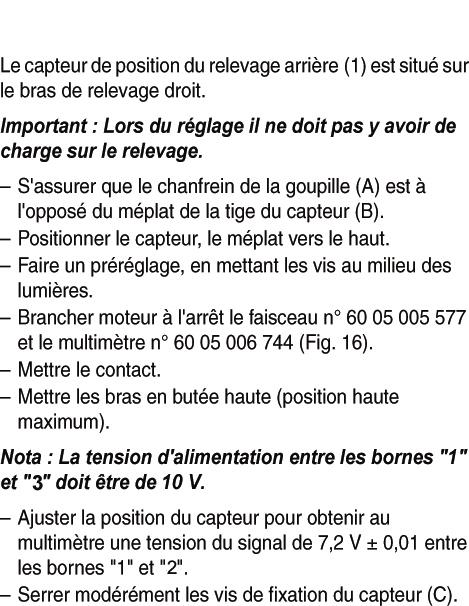 Le capteur de position du relevage arrière (1) est situé sur
le bras de relevage droit.
Important : Lors du réglage il ne doit pas y avoir de
charge sur le relevage.
– S'assurer que le chanfrein de la goupille (A) est à
l'opposé du méplat de la tige du capteur (B).
– Positionner le capteur, le méplat vers le haut.
– Faire un préréglage, en mettant les vis au milieu des
lumières.
– Brancher moteur à l'arrêt le faisceau n° 60 05 005 577
et le multimètre n° 60 05 006 744 (Fig. 16).
– Mettre le contact.
– Mettre les bras en butée haute (position haute
maximum).
Nota : La tension d'alimentation entre les bornes "1"
et "3" doit être de 10 V.
– Ajuster la position du capteur pour obtenir au
multimètre une tension du signal de 7,2 V ± 0,01 entre
les bornes "1" et "2".
– Serrer modérément les vis de fixation du capteur (C).